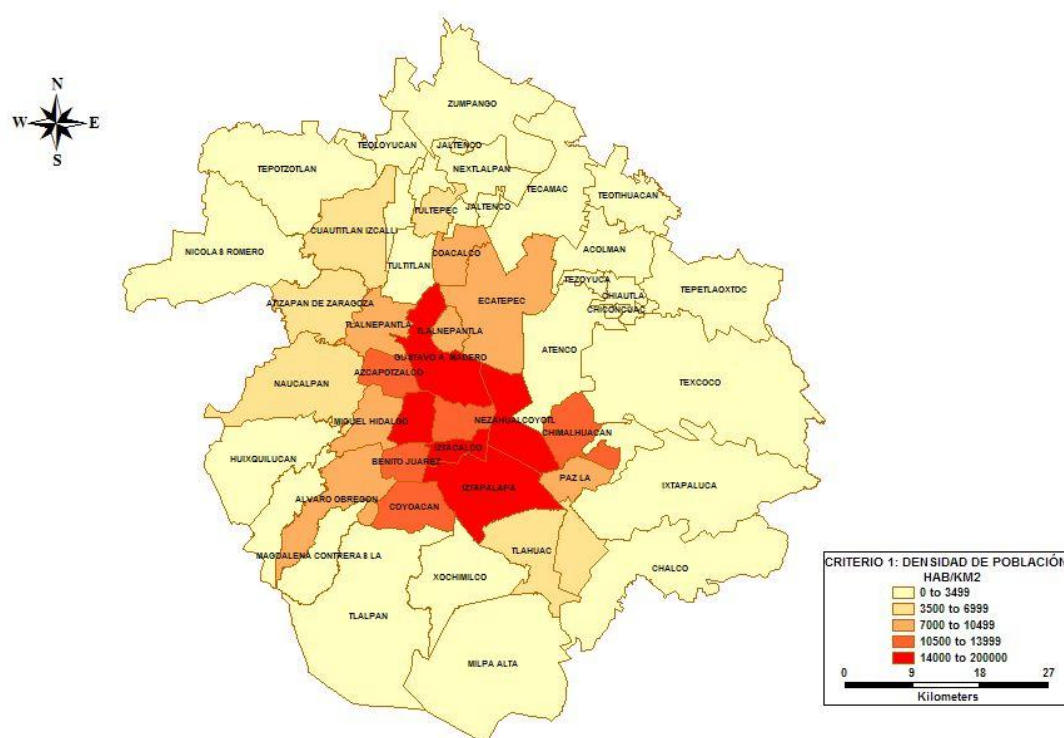 N
W E
S
ZUMPANGO
TEOLOYUCAN
JALTENCO
NEXTLALPAN
TEPOTZOTLAN
TECAMAC
TEOTIHUACAN
TULTEPEC
JALTENCO
CUAUTITLAN IZCALLI
NICOLAS ROMERO
COACALCO
ACOLMAN
TULTITLAN
TEZOYUCA
TEPETLAOXTOC
CHIAUTLA
ATIZAPAN DE ZARAGOZA
ECATEPEC
CHICONCUAC
TLALNEPANTLA
TLALNEPANTLA
ATENCO
GUSTAVO A. MADERO
AZCAPOTZALCO
NAUCALPAN
TEXCOCO
MIGUEL HIDALGO
NEZAHUALCOYOTL
CHIMALHUACAN
IZTACALCO
HUIXQUILUCAN
BENITO JUAREZ
PAZ LA
IXTAPALUCA
IZTAPALAPA
ALVARO OBREGON
COYOACAN
TLAHUAC
MAGDALENA CONTRERAS LA
CHALCO
XOCHIMILCO
TLALPAN
MILPA ALTA
CRITERIO 1: DENSIDAD DE POBLACIÓN
HAB/KM2
0 to 3499
3500 to 6999
7000 to 10499
10500 to 13999
14000 to 200000
0 9 18 27
Kilometers